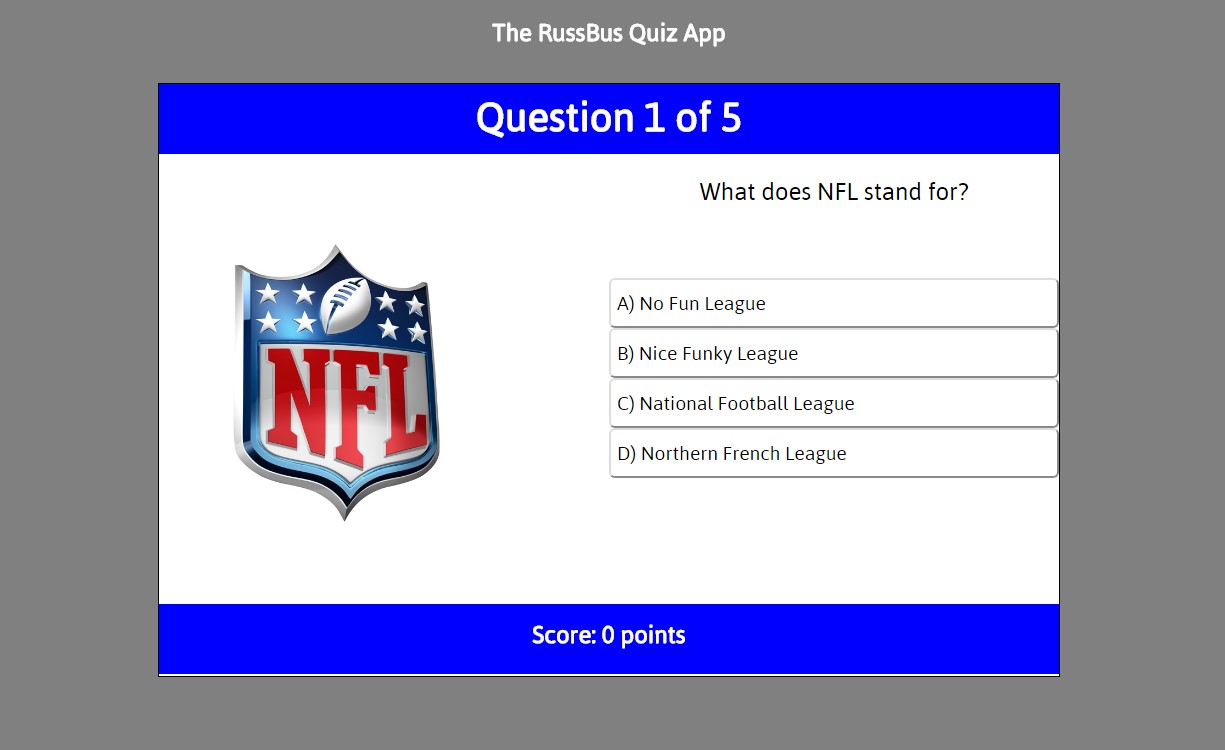 The RussBus Quiz App
Question 1 of 5
What does NFL stand for?
NFL
A) No Fun League
B) Nice Funky League
C) National Football League
D) Northern French League
Score: 0 points